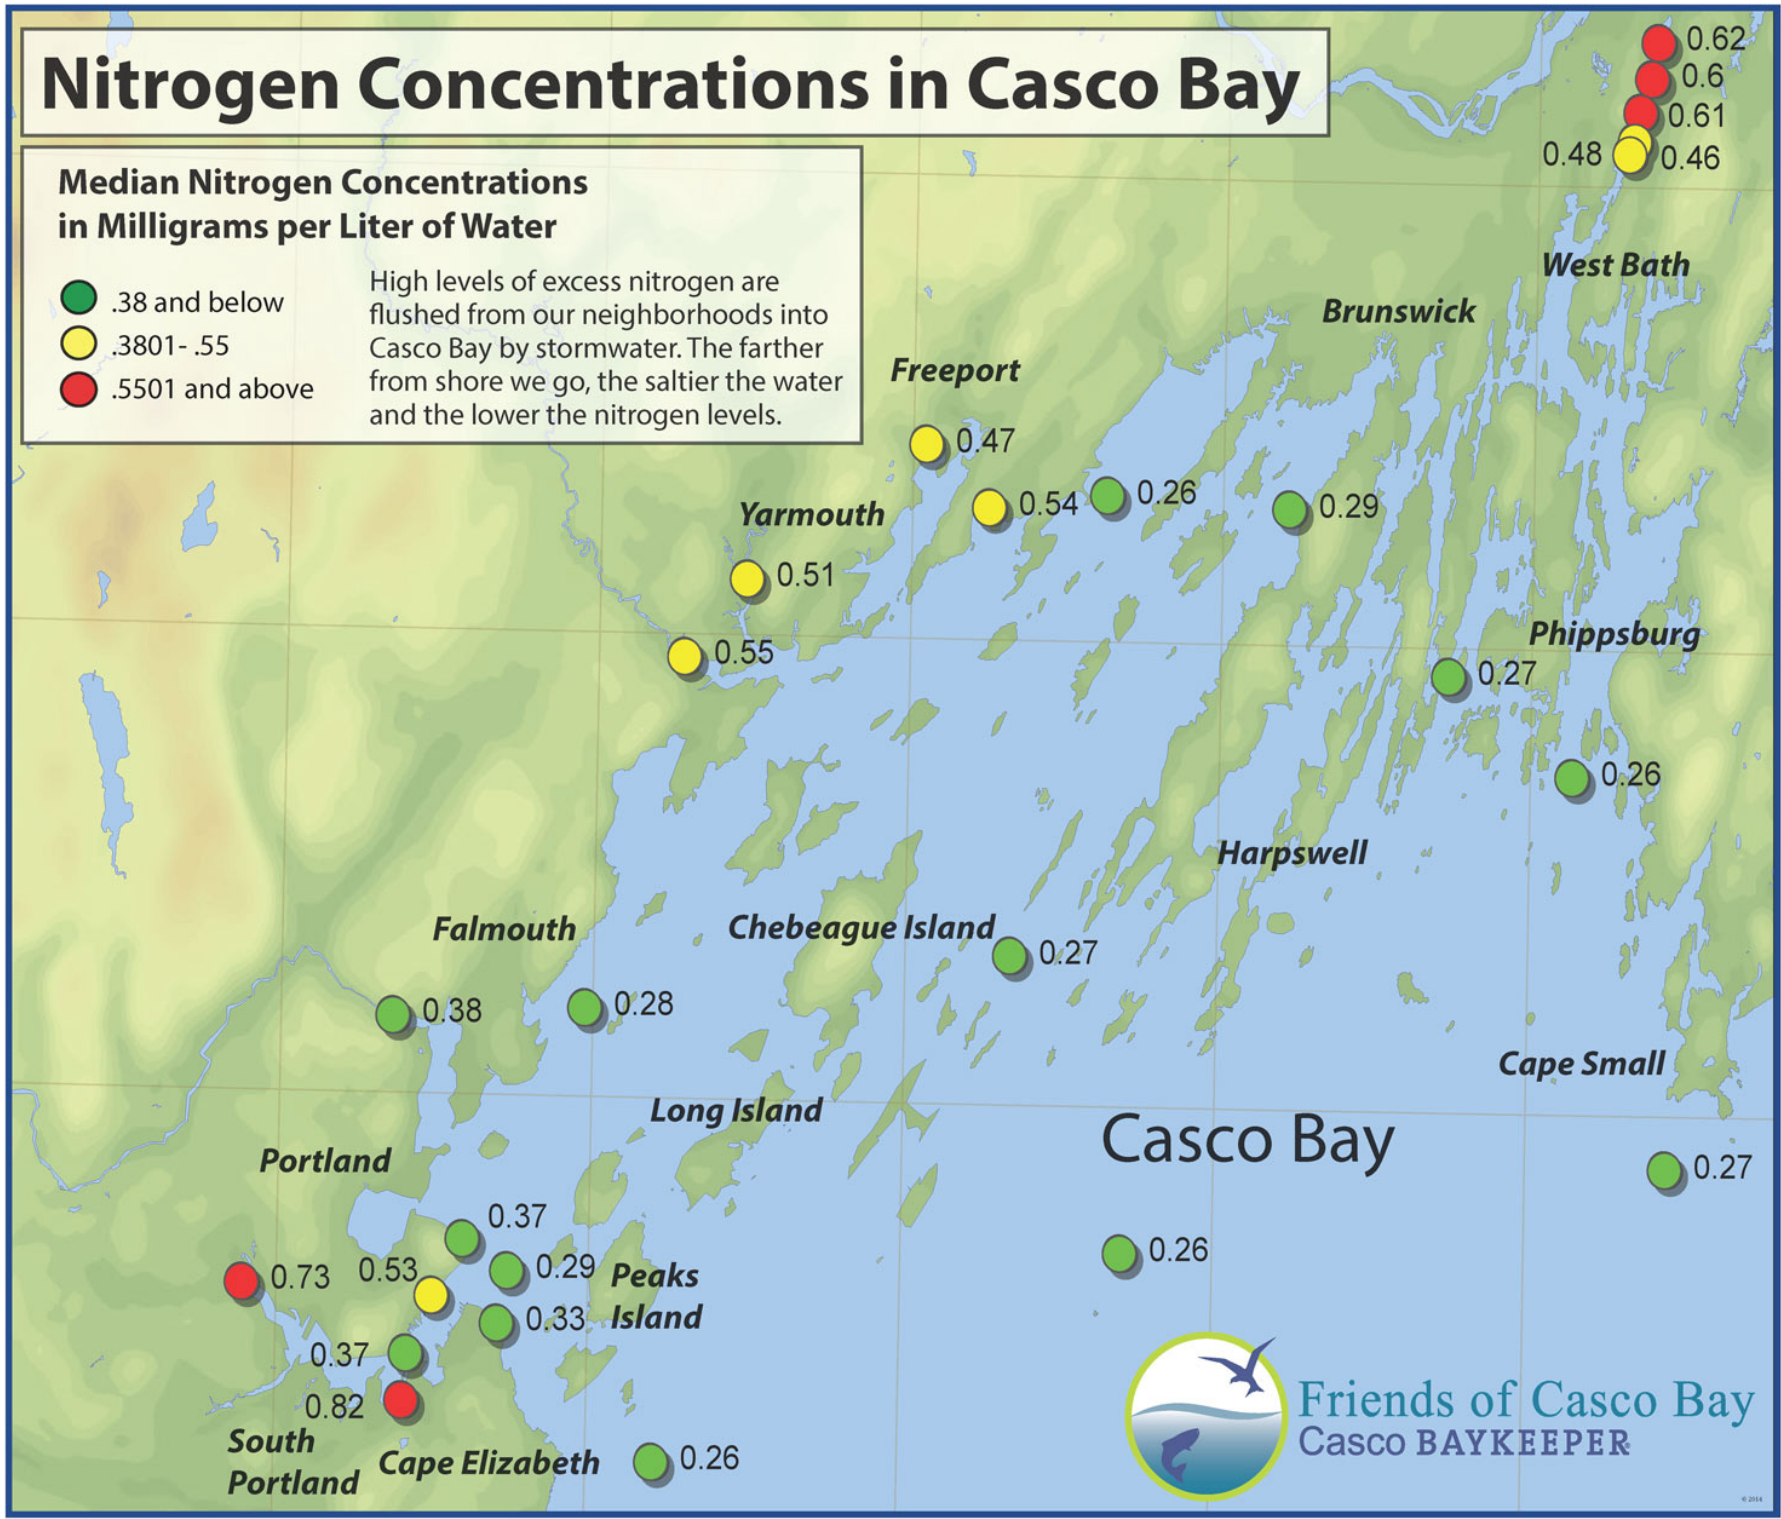 Nitrogen Concentrations in Casco Bay
Median Nitrogen Concentrations
in Milligrams per Liter of Water
.38 and below
.3801- .55
.5501 and above
High levels of excess nitrogen are
flushed from our neighborhoods into
Casco Bay by stormwater. The farther
from shore we go, the saltier the water
and the lower the nitrogen levels.
0.62
0.6
0.61
0.48
0.46
West Bath
Brunswick
Freeport
0.47
0.54
0.26
0.29
Yarmouth
0.51
0.55
Phippsburg
0.27
0.26
Harpswell
Falmouth
Chebeague Island
0.27
0.38
0.28
Cape Small
Long Island
Casco Bay
Portland
0.27
0.37
0.26
0.73
0.53
0.29
Peaks
Island
0.33
0.37
0.82
South
Portland
Cape Elizabeth
0.26
Friends of Casco Bay
Casco BAYKEEPER®
© 2014